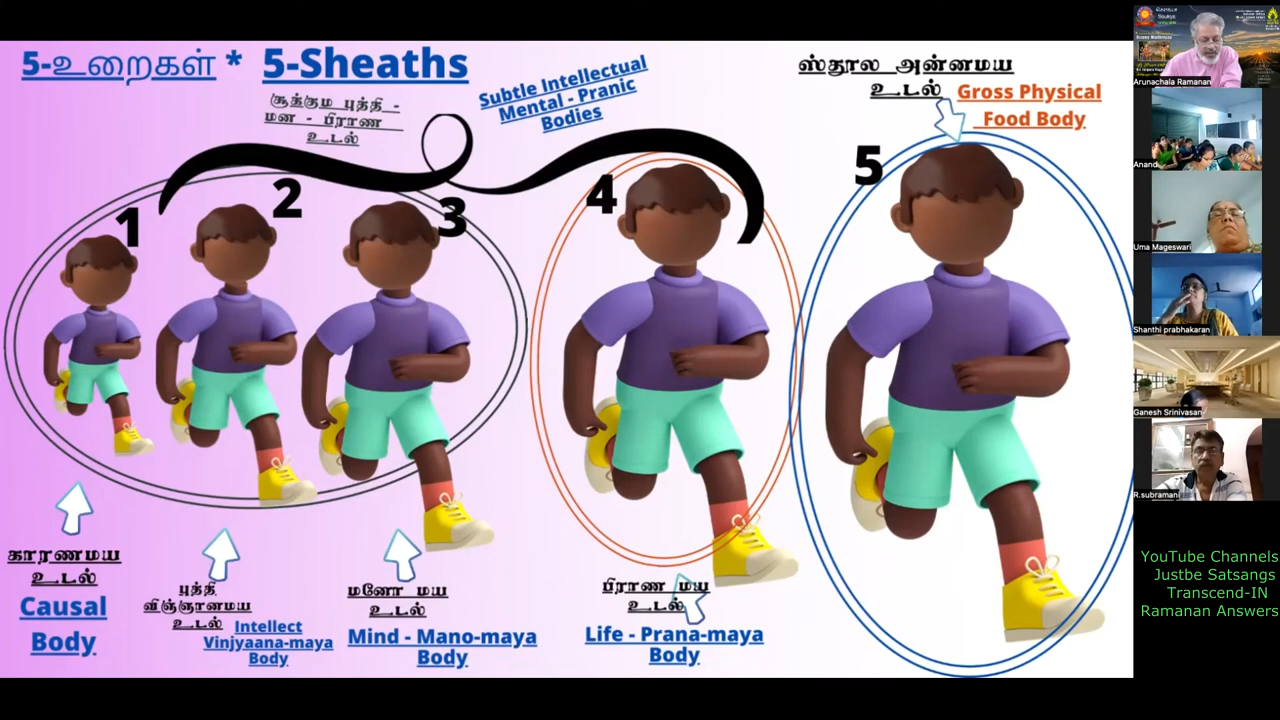 5-உறைகள் * 5-Sheaths
சூக்கும புத்தி -
மன - பிராண
உடல்
Subtle Intellectual
Mental - Pranic
Bodies
ஸ்தூல அன்னமய
உடல்
Gross Physical
Food Body
1
2
3
4
5
காரணமய
உடல்
Causal
Body
புத்தி
விஞ்ஞானமய
உடல்
Intellect
Vinjyaana-maya
Body
மனோ மய
உடல்
Mind - Mano-maya
Body
பிராண மய
உடல்
Life - Prana-maya
Body
Arunachala Ramanan
Anand
Uma Mageswari
Shanthi prabhakaran
Ganesh Srinivasan
R.subramani
YouTube Channels
Justbe Satsangs
Transcend-IN
Ramanan Answers